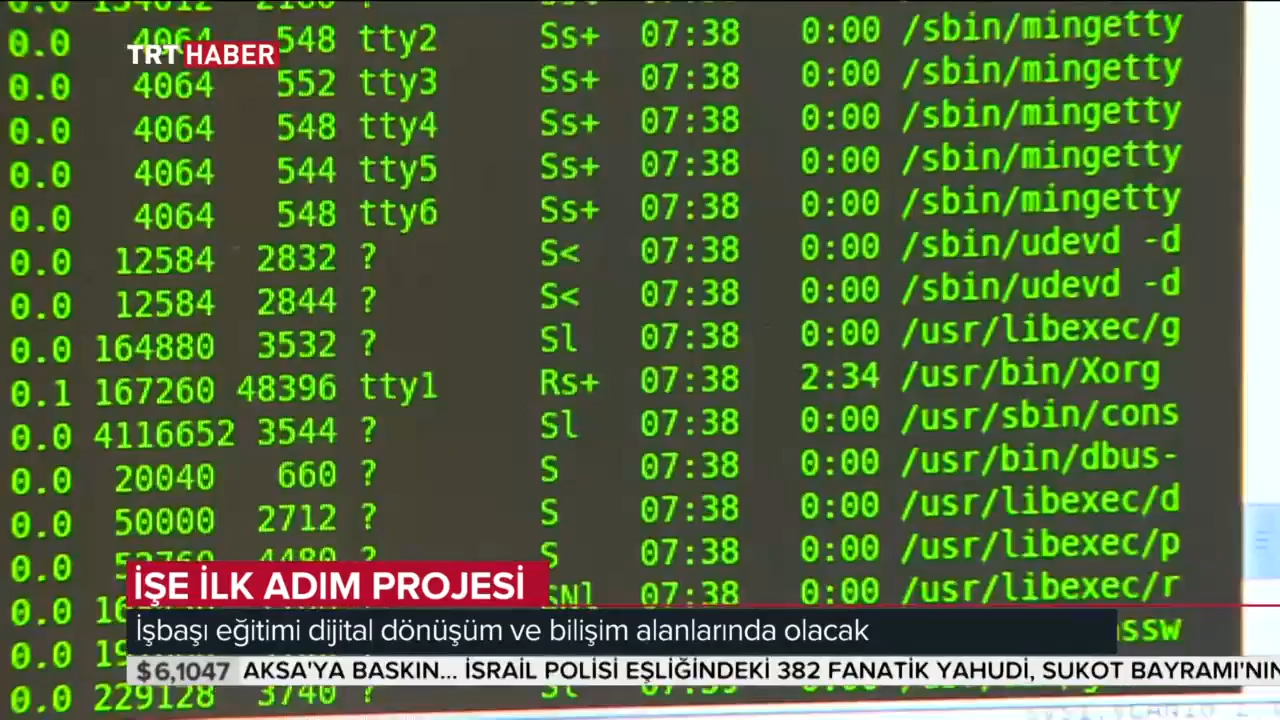 TRT HABER
4064 548 tty2 Ss+ 07:38 0:00 /sbin/mingetty
0.0 4064 552 tty3 Ss+ 07:38 0:00 /sbin/mingetty
0.0 4064 548 tty4 Ss+ 07:38 0:00 /sbin/mingetty
0.0 4064 544 tty5 Ss+ 07:38 0:00 /sbin/mingetty
0.0 4064 548 tty6 Ss+ 07:38 0:00 /sbin/mingetty
0.0 12584 2832 ? S< 07:38 0:00 /sbin/udevd -d
0.0 12584 2844 ? S< 07:38 0:00 /sbin/udevd -d
0.0 164880 3532 ? Sl 07:38 0:00 /usr/libexec/g
0.1 167260 48396 tty1 Rs+ 07:38 2:34 /usr/bin/Xorg
0.0 4116652 3544 ? Sl 07:38 0:00 /usr/sbin/cons
0.0 20040 660 ? S 07:38 0:00 /usr/bin/dbus-
0.0 50000 2712 ? S 07:38 0:00 /usr/libexec/d
0.0 4480 ? S 07:38 0:00 /usr/libexec/p
0.0 SNl 07:38 0:00 /usr/libexec/r
İŞE İLK ADIM PROJESİ
İşbaşı eğitimi dijital dönüşüm ve bilişim alanlarında olacak
$6,1047 AKSA'YA BASKIN... İSRAİL POLİSİ EŞLİĞİNDEKİ 382 FANATİK YAHUDİ, SUKOT BAYRAMI'NIN
0.0 229128 3740 ?